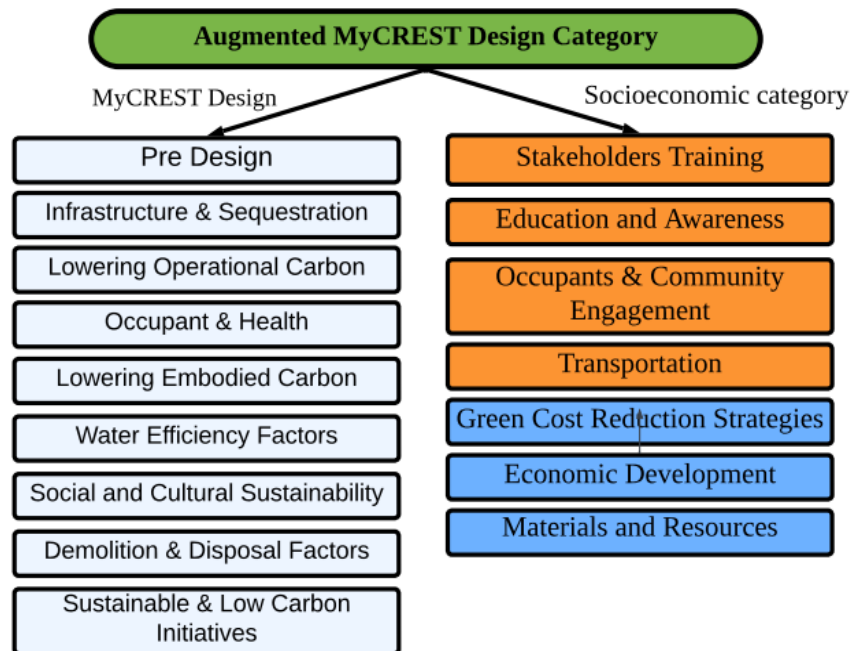 Augmented MyCREST Design Category
MyCREST Design
Socioeconomic category
Pre Design
Infrastructure & Sequestration
Lowering Operational Carbon
Occupant & Health
Lowering Embodied Carbon
Water Efficiency Factors
Social and Cultural Sustainability
Demolition & Disposal Factors
Sustainable & Low Carbon
Initiatives
Stakeholders Training
Education and Awareness
Occupants & Community
Engagement
Transportation
Green Cost Reduction Strategies
Economic Development
Materials and Resources